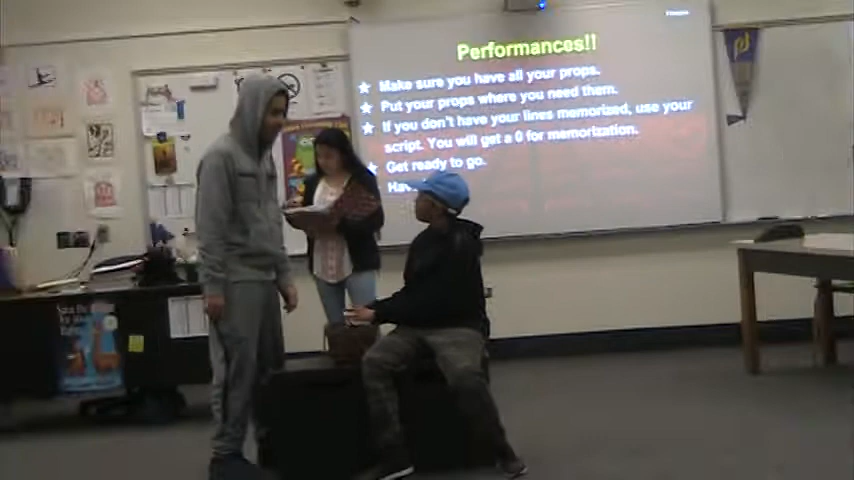 Performances!!
Make sure you have all your props.
Put your props where you need them.
If you don't have your lines memorized, use your
script. You will get a 0 for memorization.
Get ready to go.